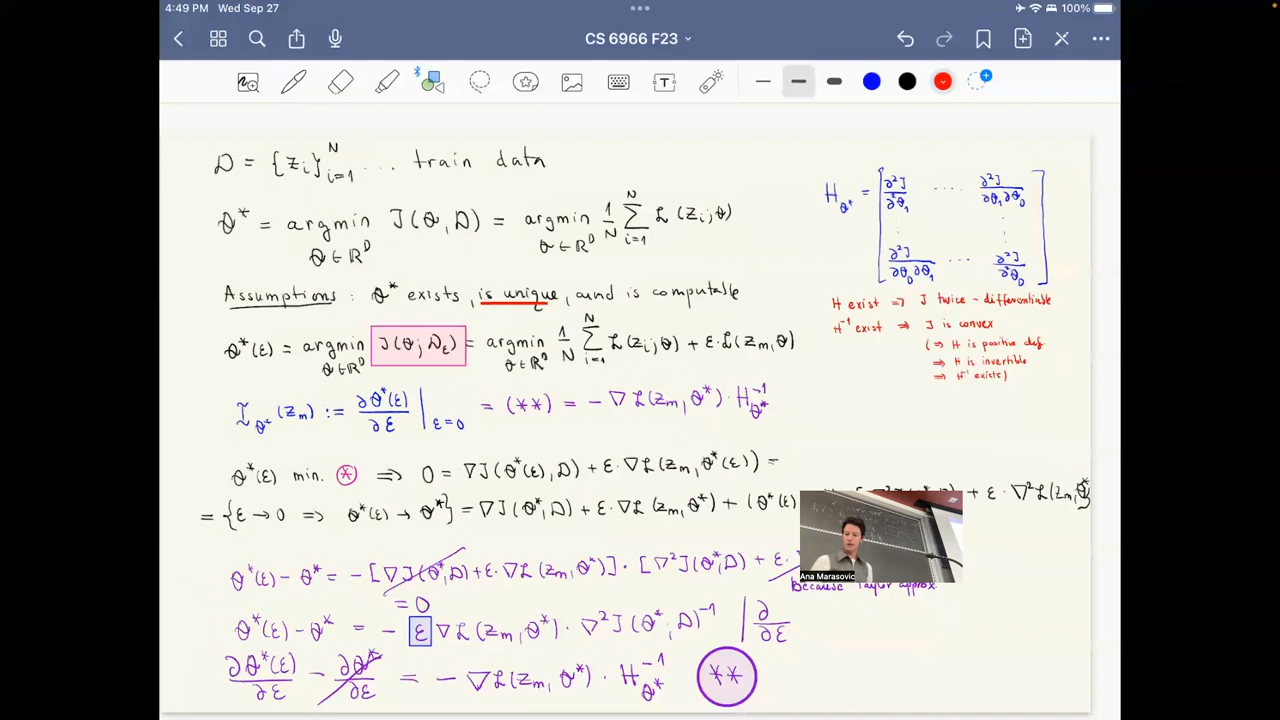 4:49 PM Wed Sep 27
100%
CS 6966 F23
D = {z_i}_{i=1}^N ... train data
θ* = argmin_{θ∈ℝ^D} J(θ, D) = argmin_{θ∈ℝ^D} 1/N Σ_{i=1}^N L(z_i; θ)
Assumptions: θ* exists, is unique, and is computable
θ*(ε) = argmin_{θ∈ℝ^D} J(θ; D_ε) = argmin_{θ∈ℝ^D} 1/N Σ_{i=1}^N L(z_i; θ) + ε·L(z_m, θ)
I_{θ*}(z_m) := ∂θ*(ε)/∂ε |_{ε=0} = (**) = - ∇L(z_m, θ*) · H_{θ*}^{-1}
θ*(ε) min. * ⇒ 0 = ∇J(θ*(ε), D) + ε·∇L(z_m, θ*(ε)) =
= {ε→0 ⇒ θ*(ε) → θ*} = ∇J(θ*, D) + ε·∇L(z_m, θ*) + (θ*(ε) + ε·∇²L(z_m, θ*)
θ*(ε) - θ* = - [∇J(θ*, D) + ε·∇L(z_m, θ*)] · [∇²J(θ*, D) + ε·
= 0
because Taylor approx
θ*(ε) - θ* = - ε ∇L(z_m, θ*) · ∇²J(θ*, D)^{-1} | ∂/∂ε
∂θ*(ε)/∂ε - ∂θ*/∂ε = - ∇L(z_m, θ*) · H_{θ*}^{-1} **
H_{θ*} = [ ∂²J/∂²θ_1 ... ∂²J/∂θ_1∂θ_D
⋮ ⋮
∂²J/∂θ_D∂θ_1 ... ∂²J/∂²θ_D ]
H exist ⇒ J twice-differentiable
H^{-1} exist ⇒ J is convex
(⇒ H is positive def.
⇒ H is invertible
⇒ H^{-1} exists)
Ana Marasovic